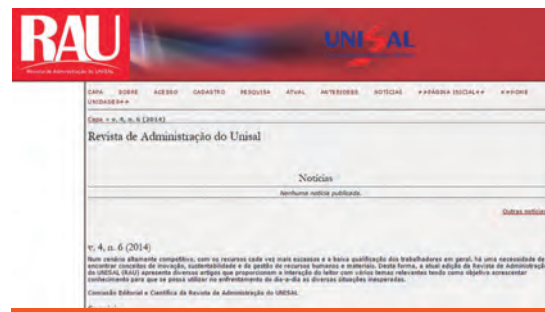 RAU
Revista de Administração do UNISAL
UNISAL
CAPA SOBRE ACESSO CADASTRO PESQUISA ATUAL ANTERIORES NOTÍCIAS ##PÁGINA INICIAL## ##HOME
UNIDADES##
Capa > v. 4, n. 6 (2014)
Revista de Administração do Unisal
Notícias
Nenhuma notícia publicada.
Outras notícias
v. 4, n. 6 (2014)
Num cenário altamente competitivo, com os recursos cada vez mais escassos e a baixa qualificação dos trabalhadores em geral, há uma necessidade de
encontrar conceitos de inovação, sustentabilidade e da gestão de recursos humanos e materiais. Desta forma, a atual edição da Revista de Administração
do UNISAL (RAU) apresenta diversos artigos que proporcionam a interação do leitor com vários temas relevantes tendo como objetivo acrescentar
conhecimento para que se possa utilizar no enfrentamento do dia-a-dia as diversas situações inesperadas.
Comissão Editorial e Científica da Revista de Administração do UNISAL